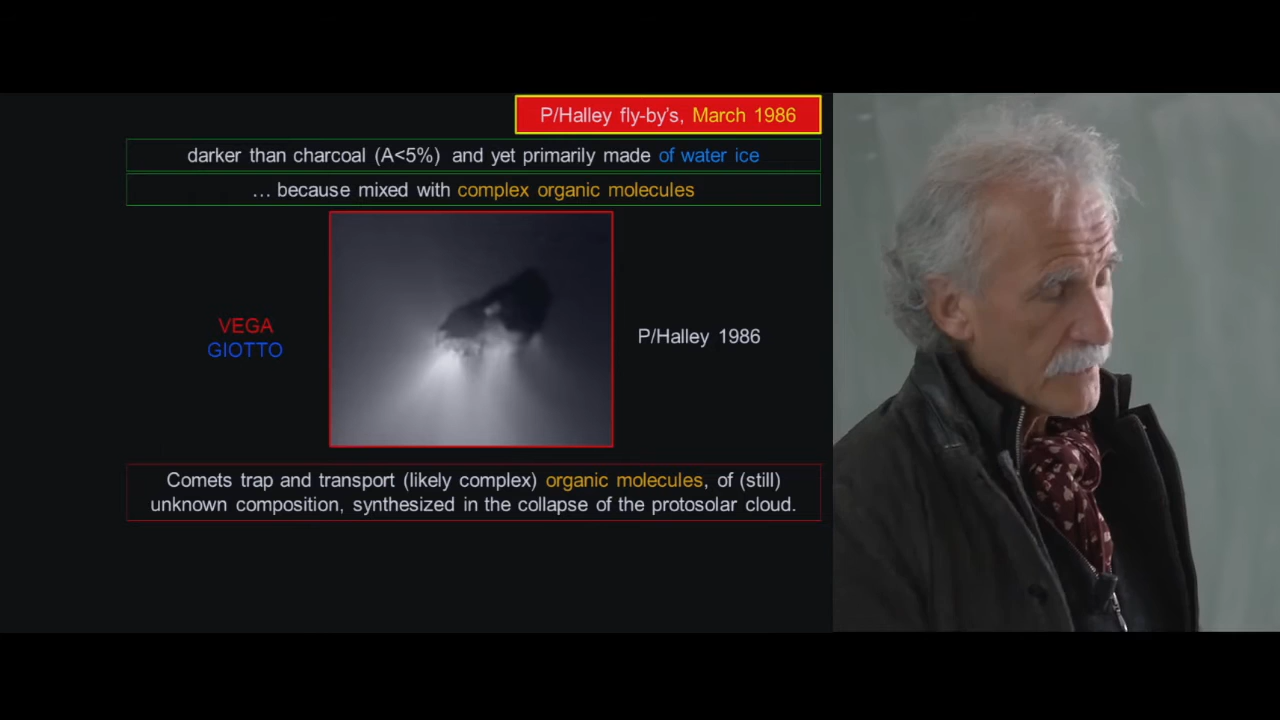 P/Halley fly-by's, March 1986
darker than charcoal (A<5%) and yet primarily made of water ice
... because mixed with complex organic molecules
VEGA
GIOTTO
P/Halley 1986
Comets trap and transport (likely complex) organic molecules, of (still)
unknown composition, synthesized in the collapse of the protosolar cloud.